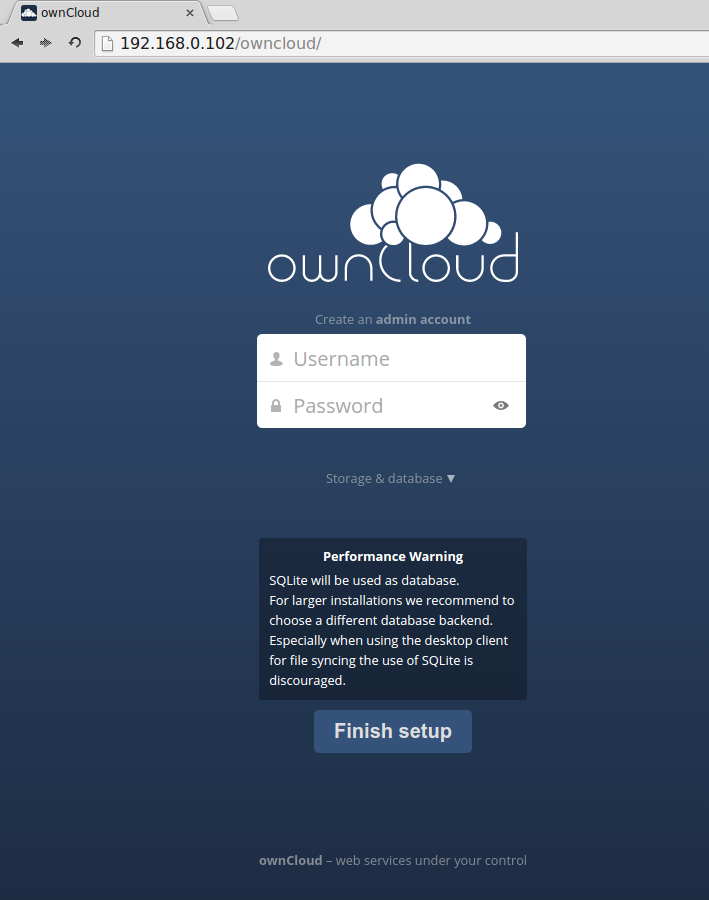 ownCloud
192.168.0.102/owncloud/
ownCloud
Create an admin account
Username
Password
Storage & database ▼
Performance Warning
SQLite will be used as database.
For larger installations we recommend to
choose a different database backend.
Especially when using the desktop client
for file syncing the use of SQLite is
discouraged.
Finish setup
ownCloud – web services under your control